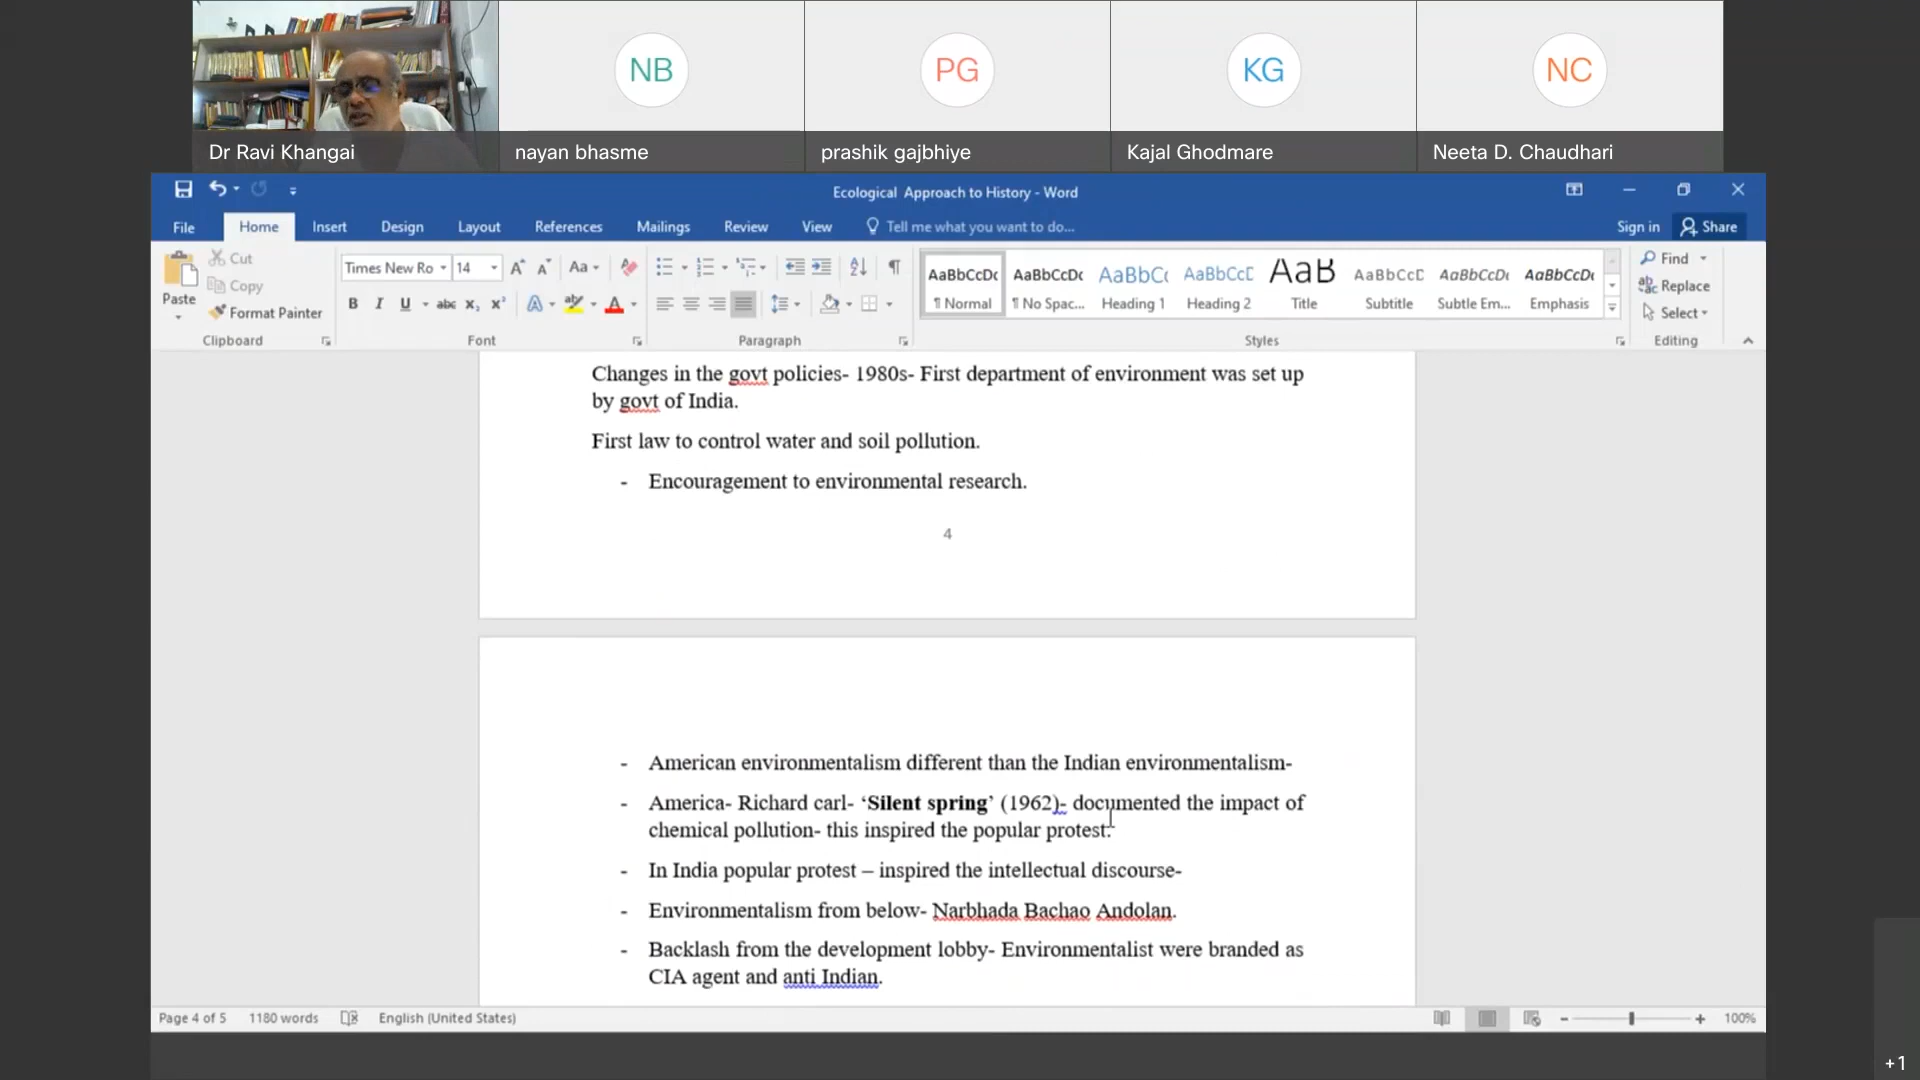 NB
PG
KG
NC
Dr Ravi Khangai
nayan bhasme
prashik gajbhiye
Kajal Ghodmare
Neeta D. Chaudhari
Ecological Approach to History - Word
File
Home
Insert
Design
Layout
References
Mailings
Review
View
Tell me what you want to do...
Sign in
Share
Paste
Cut
Copy
Format Painter
Clipboard
Times New Ro
14
Aa
B I U abc X₂ X²
Font
Paragraph
AaBbCcDc
¶ Normal
AaBbCcDc
¶ No Spac...
AaBbC(
Heading 1
AaBbCcC
Heading 2
AaB
Title
AaBbCcC
Subtitle
AaBbCcDc
Subtle Em...
AaBbCcDc
Emphasis
Styles
Find
Replace
Select
Editing
Changes in the govt policies- 1980s- First department of environment was set up
by govt of India.
First law to control water and soil pollution.
- Encouragement to environmental research.
4
- American environmentalism different than the Indian environmentalism-
- America- Richard carl- ‘Silent spring’ (1962)- documented the impact of
chemical pollution- this inspired the popular protest.
- In India popular protest – inspired the intellectual discourse-
- Environmentalism from below- Narbhada Bachao Andolan.
- Backlash from the development lobby- Environmentalist were branded as
CIA agent and anti Indian.
Page 4 of 5
1180 words
English (United States)
100%
+1